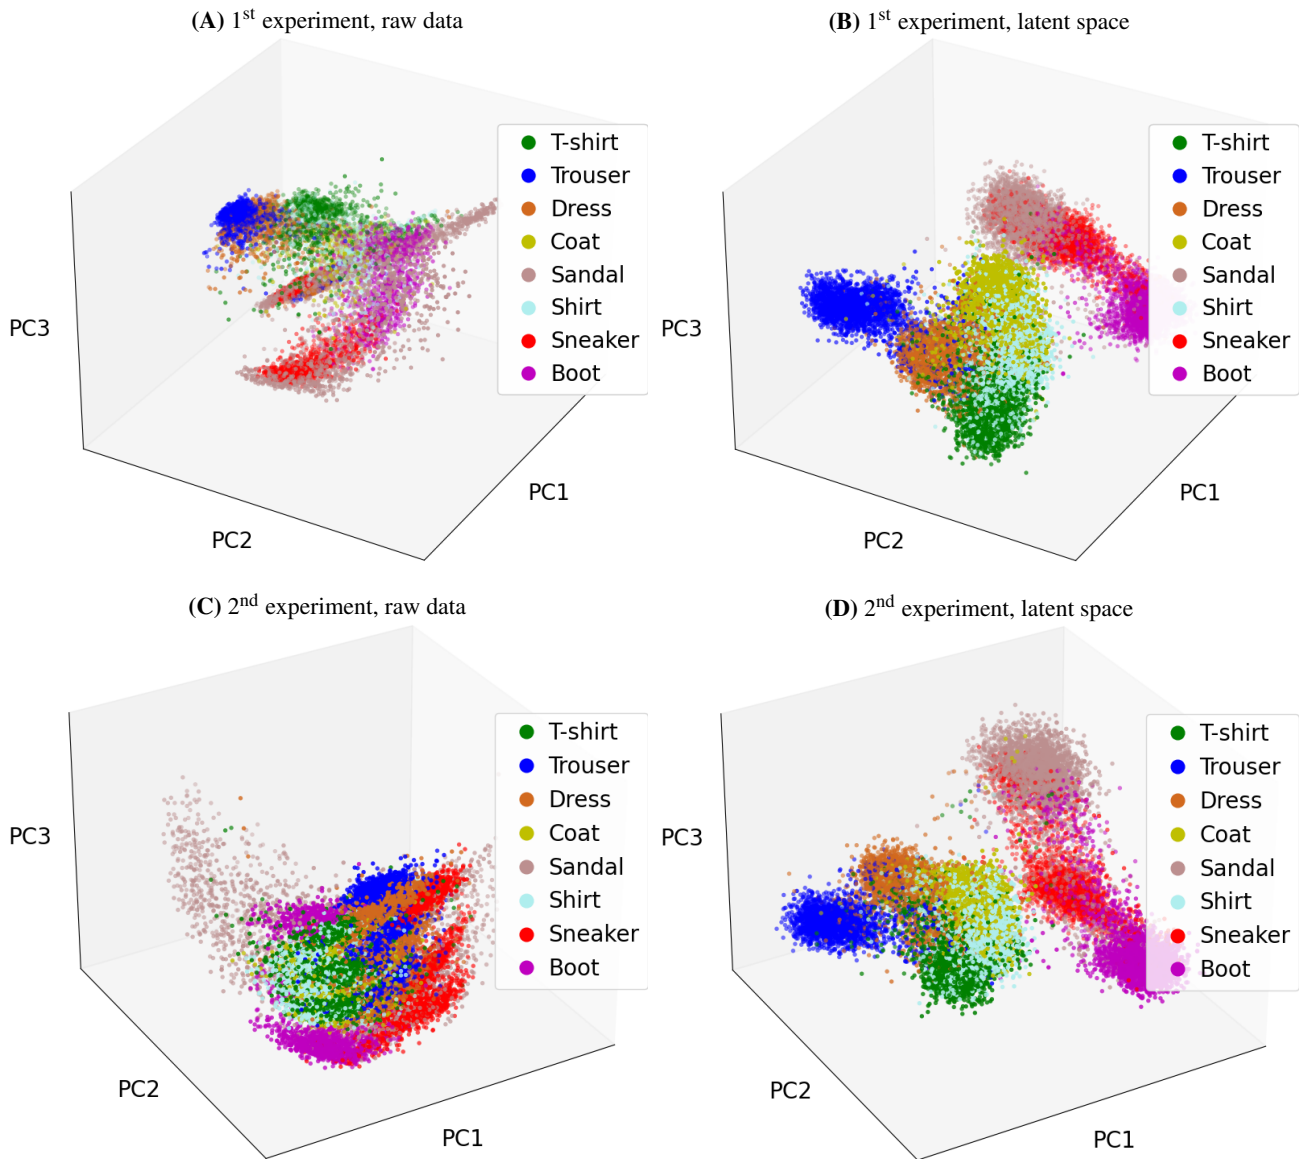 (A) 1st experiment, raw data
PC3
PC2
PC1
T-shirt
Trouser
Dress
Coat
Sandal
Shirt
Sneaker
Boot
(B) 1st experiment, latent space
PC3
PC2
PC1
T-shirt
Trouser
Dress
Coat
Sandal
Shirt
Sneaker
Boot
(C) 2nd experiment, raw data
PC3
PC2
PC1
T-shirt
Trouser
Dress
Coat
Sandal
Shirt
Sneaker
Boot
(D) 2nd experiment, latent space
PC3
PC2
PC1
T-shirt
Trouser
Dress
Coat
Sandal
Shirt
Sneaker
Boot